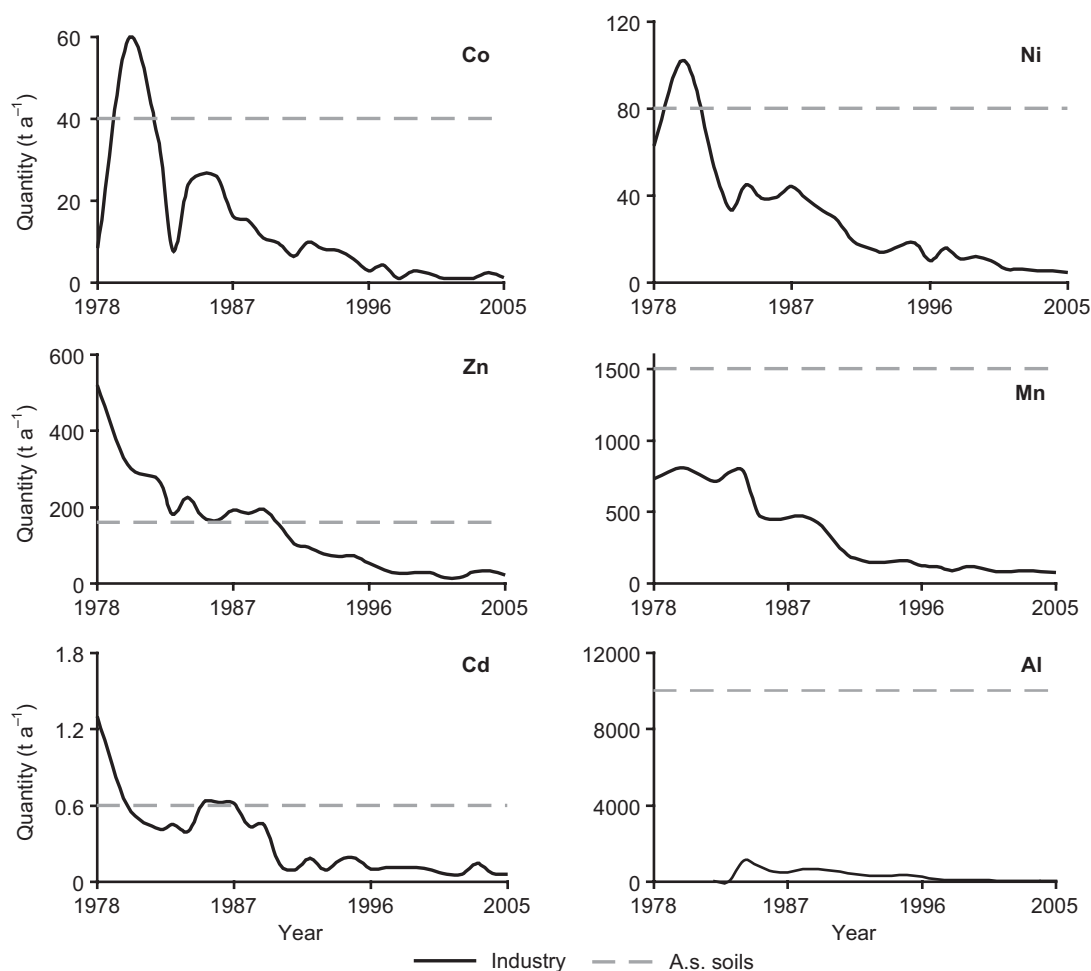 Co
Quantity (t a⁻¹)
60
40
20
0
1978 1987 1996 2005
Ni
120
80
40
0
1978 1987 1996 2005
Zn
Quantity (t a⁻¹)
600
400
200
0
1978 1987 1996 2005
Mn
1500
1000
500
0
1978 1987 1996 2005
Cd
Quantity (t a⁻¹)
1.8
1.2
0.6
0
1978 1987 1996 2005
Year
Al
12000
8000
4000
0
1978 1987 1996 2005
Year
Industry A.s. soils